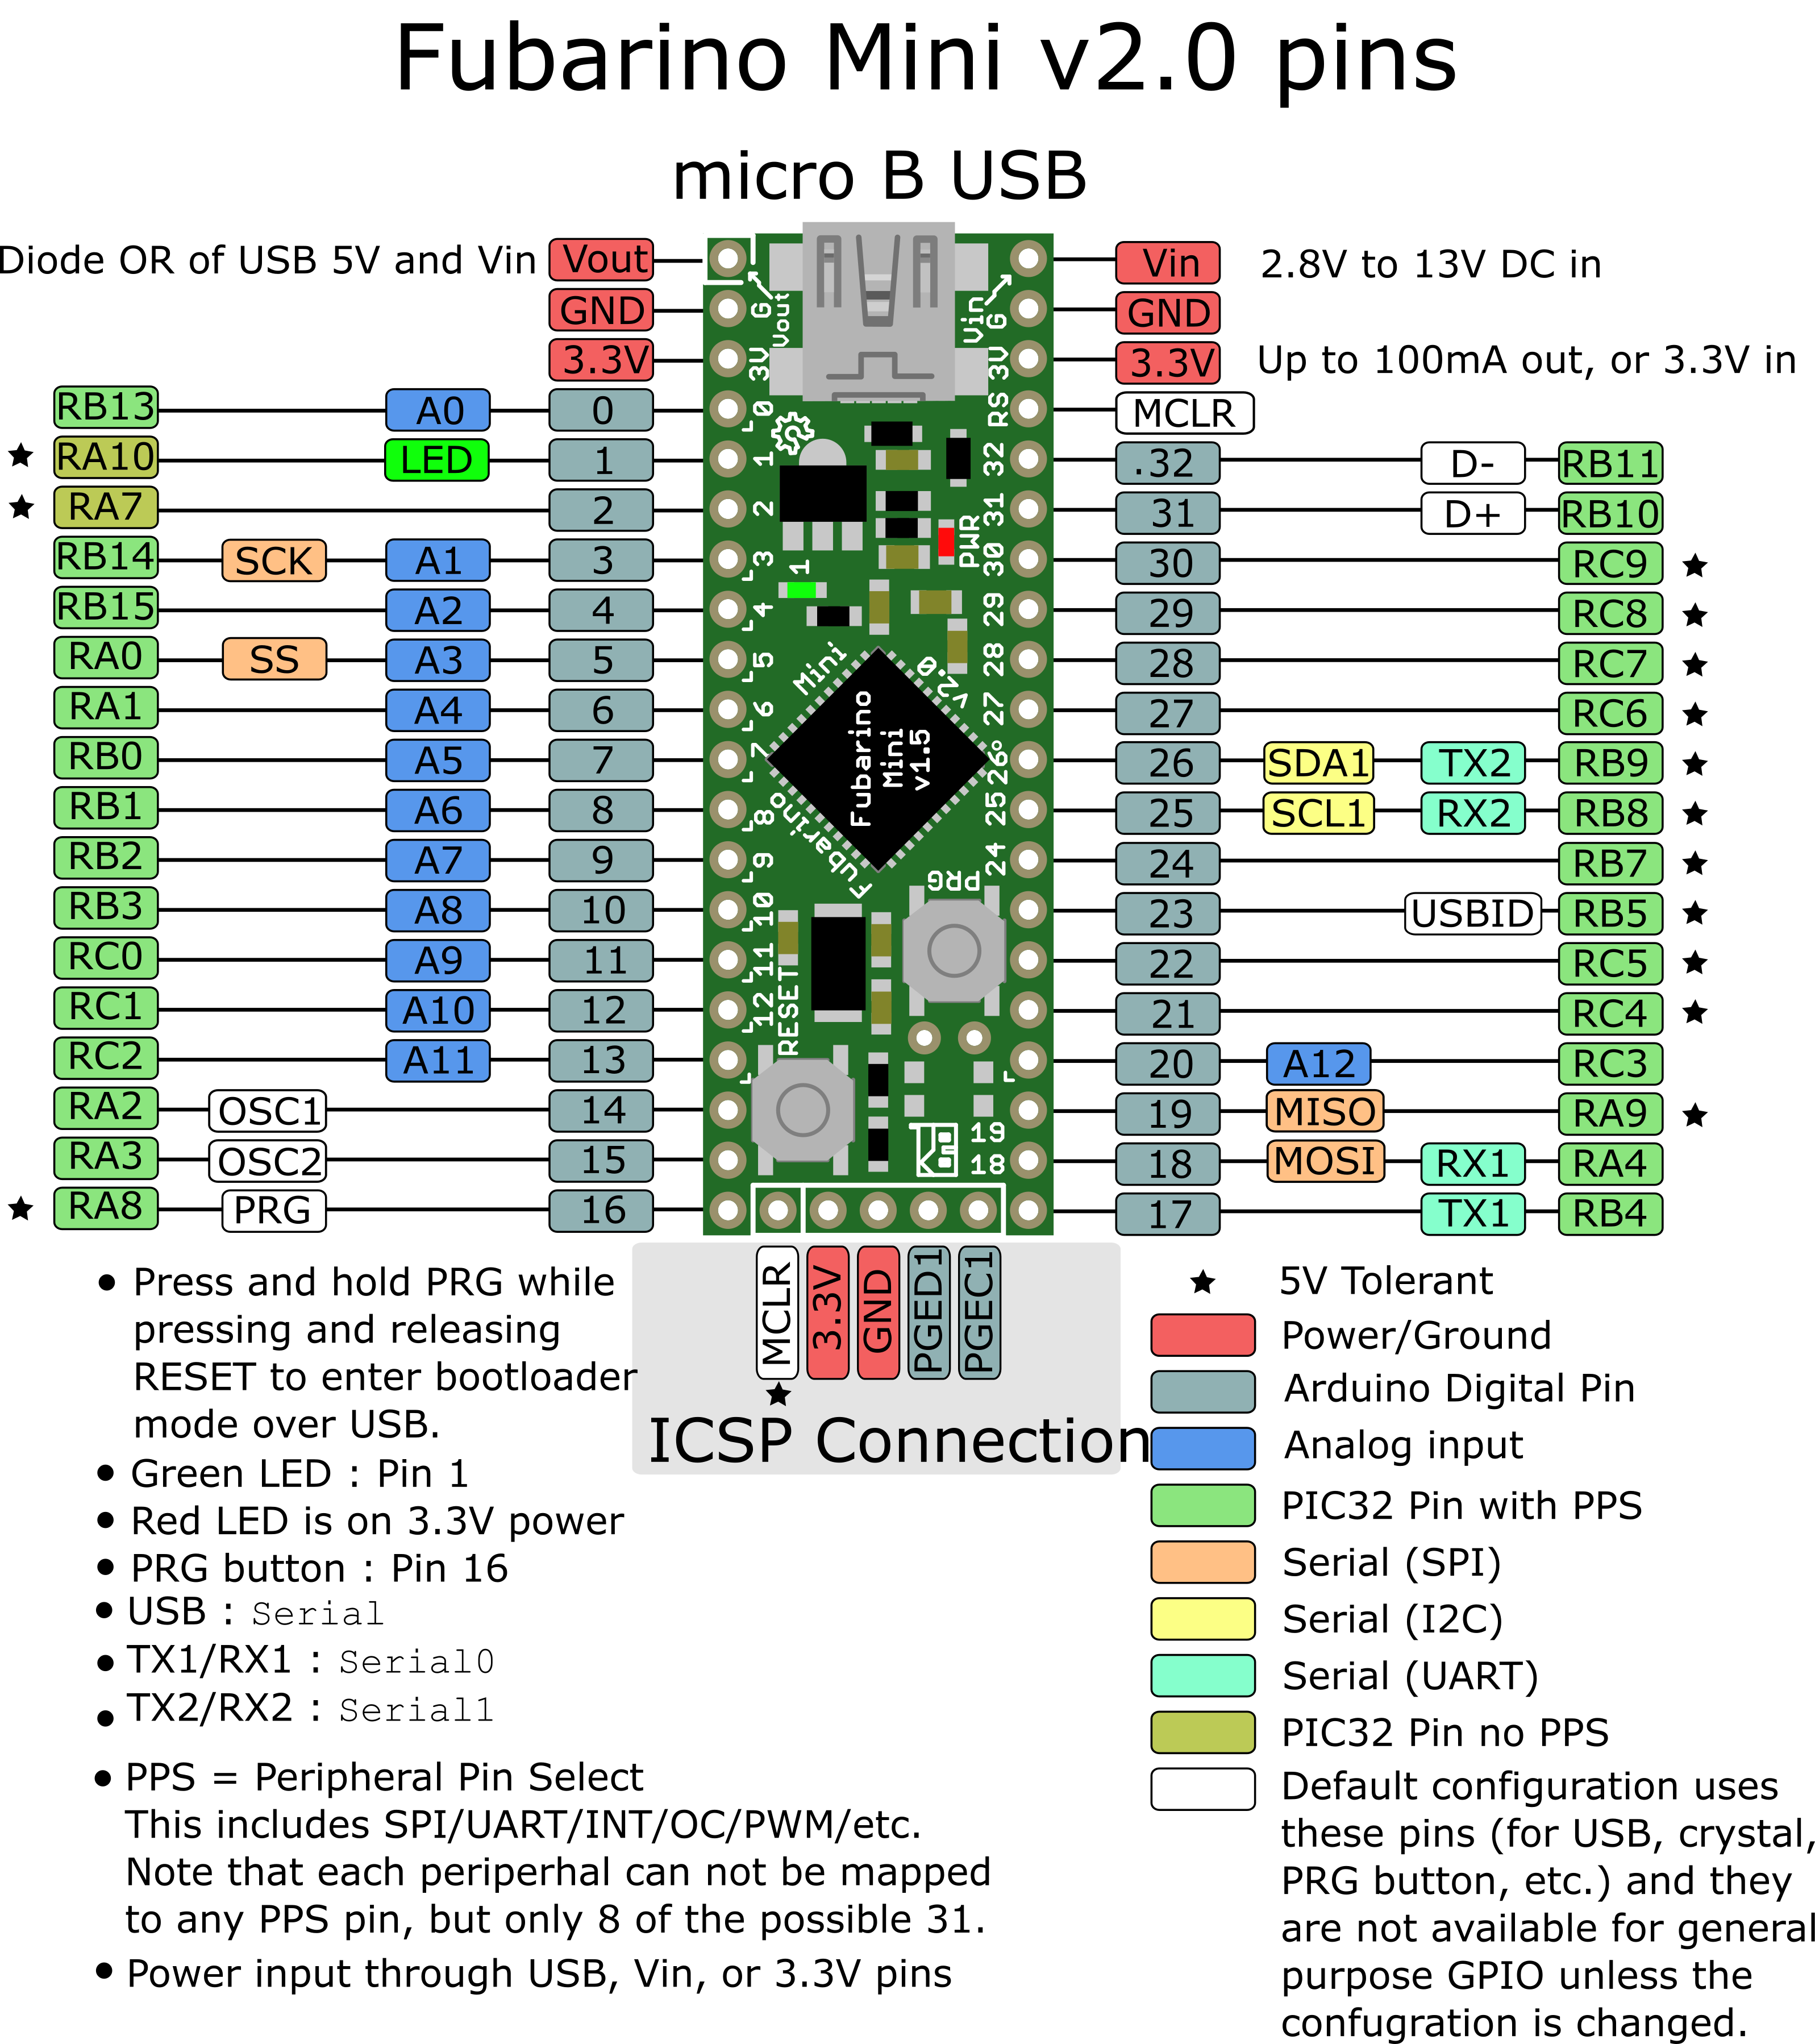 Fubarino Mini v2.0 pins
micro B USB
Diode OR of USB 5V and Vin Vout Vin 2.8V to 13V DC in
GND GND
3.3V 3.3V Up to 100mA out, or 3.3V in
RB13 A0 0 MCLR
RA10 LED 1 .32 D- RB11
RA7 2 31 D+ RB10
RB14 SCK A1 3 30 RC9
RB15 A2 4 29 RC8
RA0 SS A3 5 28 RC7
RA1 A4 6 27 RC6
RB0 A5 7 26 SDA1 TX2 RB9
RB1 A6 8 25 SCL1 RX2 RB8
RB2 A7 9 24 RB7
RB3 A8 10 23 USBID RB5
RC0 A9 11 22 RC5
RC1 A10 12 21 RC4
RC2 A11 13 20 A12 RC3
RA2 OSC1 14 19 MISO RA9
RA3 OSC2 15 18 MOSI RX1 RA4
RA8 PRG 16 17 TX1 RB4
G Vout
3V
0
1
2
3
4
5
6
7
8
9
10
11
12
Vin G
3V
RS
32
31
30
29
28
27
26
25
24
19
18
PWR
1
Mini
v2.0
Fubarino
Fubarino
Mini
v1.5
PRG
RESET
MCLR 3.3V GND PGED1 PGEC1
ICSP Connection
Press and hold PRG while
pressing and releasing
RESET to enter bootloader
mode over USB.
Green LED : Pin 1
Red LED is on 3.3V power
PRG button : Pin 16
USB : Serial
TX1/RX1 : Serial0
TX2/RX2 : Serial1
PPS = Peripheral Pin Select
This includes SPI/UART/INT/OC/PWM/etc.
Note that each periperhal can not be mapped
to any PPS pin, but only 8 of the possible 31.
Power input through USB, Vin, or 3.3V pins
5V Tolerant
Power/Ground
Arduino Digital Pin
Analog input
PIC32 Pin with PPS
Serial (SPI)
Serial (I2C)
Serial (UART)
PIC32 Pin no PPS
Default configuration uses
these pins (for USB, crystal,
PRG button, etc.) and they
are not available for general
purpose GPIO unless the
confugration is changed.